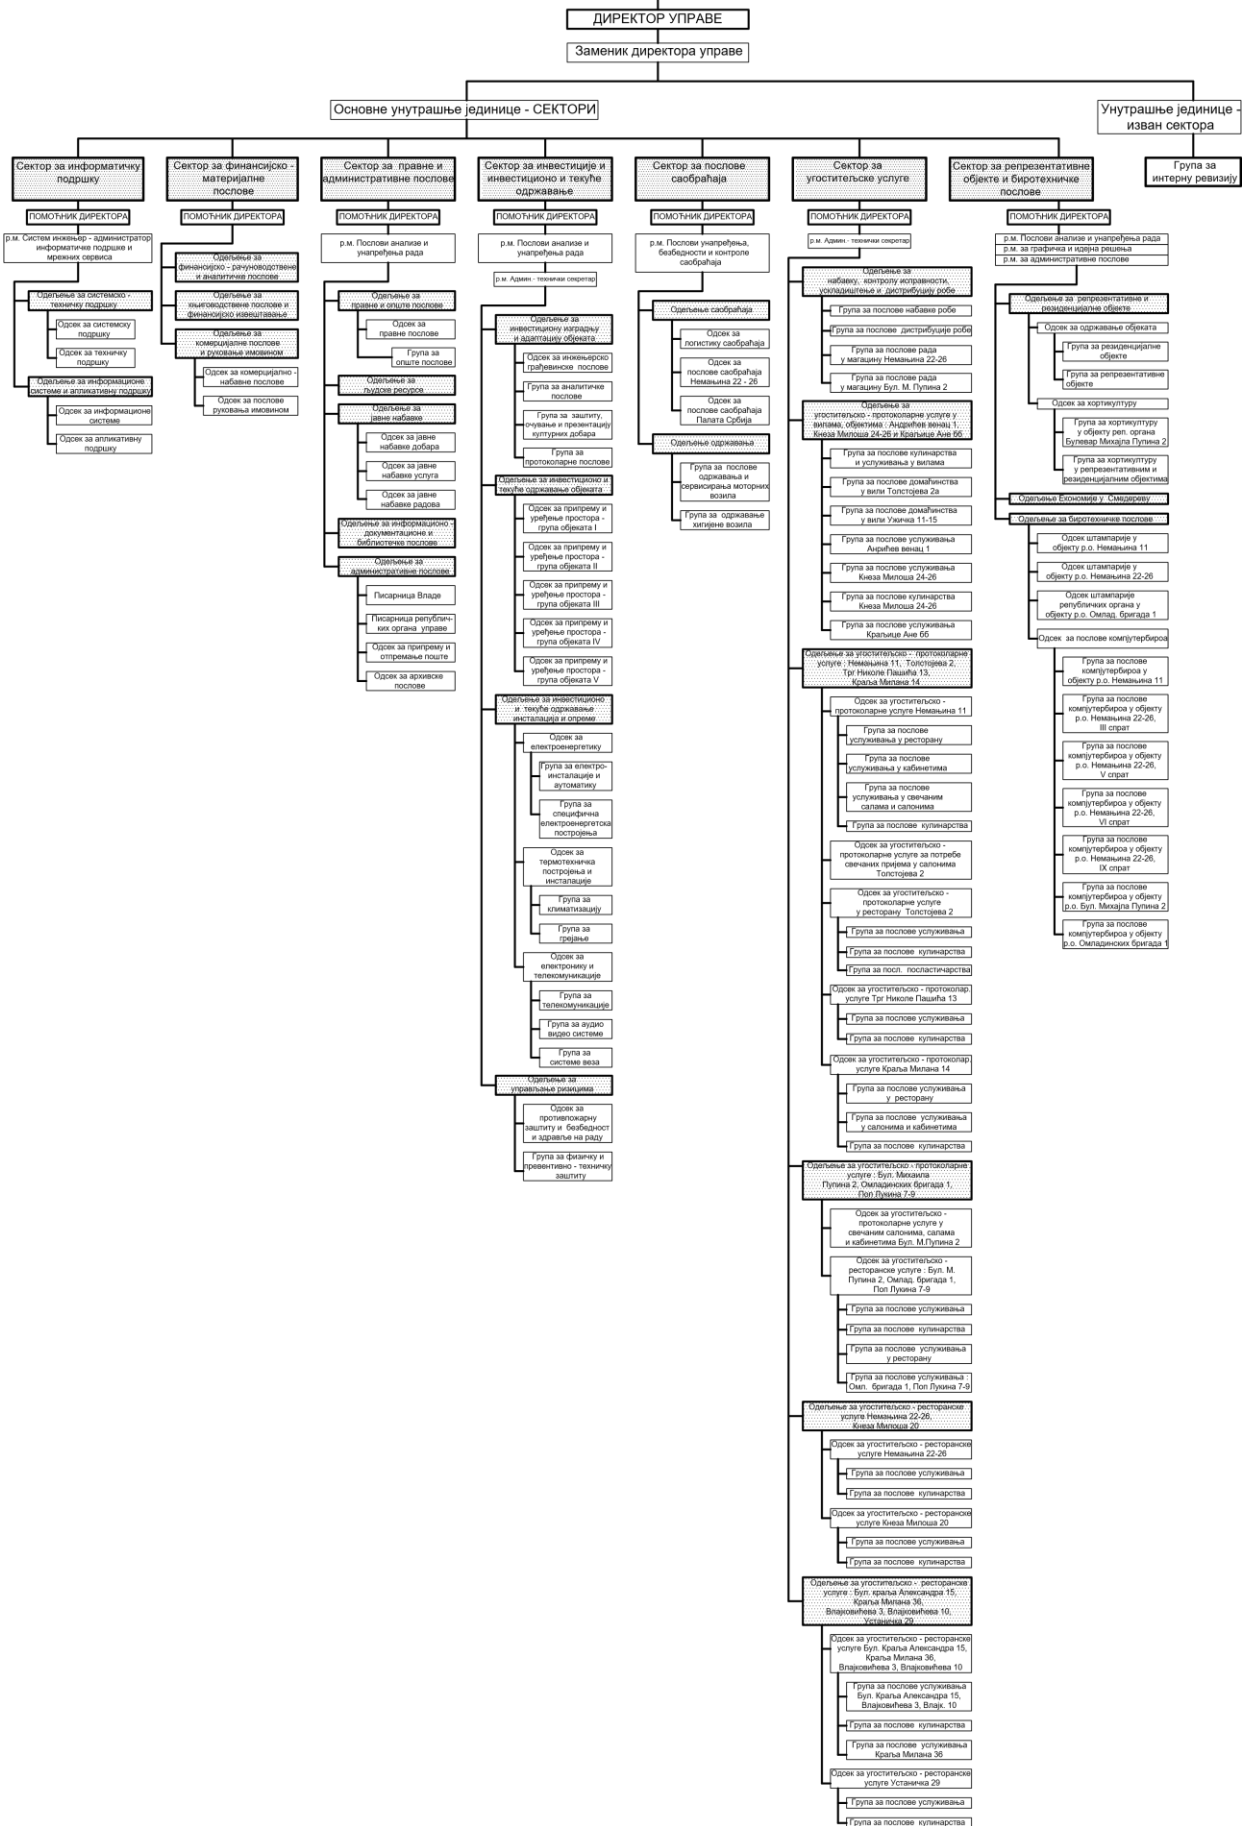 ДИРЕКТОР УПРАВЕ
Заменик директора управе
Основне унутрашње јединице - СЕКТОРИ
Унутрашње јединице -
изван сектора
Сектор за информатичку
подршку
ПОМОЋНИК ДИРЕКТОРА
р.м. Систем инжењер - администратор
информатичке подршке и
мрежних сервиса
Одељење за системско -
техничку подршку
Одсек за системску
подршку
Одсек за техничку
подршку
Одељење за информационе
системе и апликативну подршку
Одсек за информационе
системе
Одсек за апликативну
подршку
Сектор за финансијско -
материјалне
послове
ПОМОЋНИК ДИРЕКТОРА
Одељење за
финансијско - рачуноводствене
и аналитичке послове
Одељење за
књиговодствене послове и
финансијско извештавање
Одељење за
комерцијалне послове
и руковање имовином
Одсек за комерцијално -
набавне послове
Одсек за послове
руковања имовином
Сектор за правне и
административне послове
ПОМОЋНИК ДИРЕКТОРА
р.м. Послови анализе и
унапређења рада
Одељење за
правне и опште послове
Одсек за
правне послове
Група за
опште послове
Одељење за
људске ресурсе
Одељење за
јавне набавке
Одсек за јавне
набавке добара
Одсек за јавне
набавке услуга
Одсек за јавне
набавке радова
Одељење за информационо -
документационе и
библиотечке послове
Одељење за
административне послове
Писарница Владе
Писарница републич-
ких органа управе
Одсек за припрему и
отпремање поште
Одсек за архивске
послове
Сектор за инвестиције и
инвестиционо и текуће
одржавање
ПОМОЋНИК ДИРЕКТОРА
р.м. Послови анализе и
унапређења рада
р.м. Админ.- технички секретар
Одељење за
инвестициону изградњу
и адаптацију објеката
Одсек за инжењерско
грађевинске послове
Група за аналитичке
послове
Група за заштиту,
очување и презентацију
културних добара
Група за
протоколарне послове
Одељење за инвестиционо и
текуће одржавање објеката
Одсек за припрему и
уређење простора -
група објеката I
Одсек за припрему и
уређење простора -
група објеката II
Одсек за припрему и
уређење простора -
група објеката III
Одсек за припрему и
уређење простора -
група објеката IV
Одсек за припрему и
уређење простора -
група објеката V
Одељење за инвестиционо
и текуће одржавање
инсталација и опреме
Одсек за
електроенергетику
Група за електро-
инсталације и
аутоматику
Група за
специфична
електроенергетска
постројења
Одсек за
термотехничка
постројења и
инсталације
Група за
климатизацију
Група за
грејање
Одсек за
електронику и
телекомуникације
Група за
телекомуникације
Група за аудио
видео системе
Група за
системе веза
Одељење за
управљање ризицима
Одсек за
противпожарну
заштиту и безбедност
и здравље на раду
Група за физичку и
превентивно - техничку
заштиту
Сектор за послове
саобраћаја
ПОМОЋНИК ДИРЕКТОРА
р.м. Послови унапређења,
безбедности и контроле
саобраћаја
Одељење саобраћаја
Одсек за
логистику саобраћаја
Одсек за
послове саобраћаја
Немањина 22 - 26
Одсек за
послове саобраћаја
Палата Србија
Одељење одржавања
Група за послове
одржавања и
сервисирања моторних
возила
Група за одржавање
хигијене возила
Сектор за
угоститељске услуге
ПОМОЋНИК ДИРЕКТОРА
р.м. Админ.- технички секретар
Одељење за
набавку, контролу исправности,
ускладиштење и дистрибуцију робе
Група за послове набавке робе
Група за послове дистрибуције робе
Група за послове рада
у магацину Немањина 22-26
Група за послове рада
у магацину Бул. М. Пупина 2
Одељење за
угоститељско - протоколарне услуге у
вилама, објектима : Андрићев венац 1,
Кнеза Милоша 24-26 и Краљице Ане бб
Група за послове кулинарства
и услуживања у вилама
Група за послове домаћинства
у вили Толстојева 2а
Група за послове домаћинства
у вили Ужичка 11-15
Група за послове услуживања
Анрићев венац 1
Група за послове услуживања
Кнеза Милоша 24-26
Група за послове кулинарства
Кнеза Милоша 24-26
Група за послове услуживања
Краљице Ане бб
Одељење за угоститељско - протоколарне
услуге : Немањина 11, Толстојева 2,
Трг Николе Пашића 13,
Краља Милана 14
Одсек за угоститељско -
протоколарне услуге Немањина 11
Група за послове
услуживања у ресторану
Група за послове
услуживања у кабинетима
Група за послове
услуживања у свечаним
салама и салонима
Група за послове кулинарства
Одсек за угоститељско -
протоколарне услуге за потребе
свечаних пријема у салонима
Толстојева 2
Одсек за угоститељско -
протоколарне услуге
у ресторану Толстојева 2
Група за послове услуживања
Група за послове кулинарства
Група за посл. посластичарства
Одсек за угоститељско - протоколар.
услуге Трг Николе Пашића 13
Група за послове услуживања
Група за послове кулинарства
Одсек за угоститељско - протоколар.
услуге Краља Милана 14
Група за послове услуживања
у ресторану
Група за послове услуживања
у салонима и кабинетима
Група за послове кулинарства
Одељење за угоститељско - протоколарне
услуге : Бул. Михаила
Пупина 2, Омладинских бригада 1,
Поп Лукина 7-9
Одсек за угоститељско -
протоколарне услуге у
свечаним салонима, салама
и кабинетима Бул. М.Пупина 2
Одсек за угоститељско -
ресторанске услуге : Бул. М.
Пупина 2, Омлад. бригада 1,
Поп Лукина 7-9
Група за послове услуживања
Група за послове кулинарства
Група за послове услуживања
у ресторану
Група за послове услуживања :
Омл. бригада 1, Поп Лукина 7-9
Одељење за угоститељско - ресторанске
услуге Немањина 22-26,
Кнеза Милоша 20
Одсек за угоститељско - ресторанске
услуге Немањина 22-26
Група за послове услуживања
Група за послове кулинарства
Одсек за угоститељско - ресторанске
услуге Кнеза Милоша 20
Група за послове услуживања
Група за послове кулинарства
Одељење за угоститељско - ресторанске
услуге : Бул. краља Александра 15,
Краља Милана 36,
Влајковићева 3, Влајковићева 10,
Устаничка 29
Одсек за угоститељско - ресторанске
услуге Бул. Краља Александра 15,
Краља Милана 36,
Влајковићева 3, Влајковићева 10
Група за послове услуживања
Бул. Краља Александра 15,
Влајковићева 3, Влајк. 10
Група за послове кулинарства
Група за послове услуживања
Краља Милана 36
Одсек за угоститељско - ресторанске
услуге Устаничка 29
Група за послове услуживања
Група за послове кулинарства
Сектор за репрезентативне
објекте и биротехничке
послове
ПОМОЋНИК ДИРЕКТОРА
р.м. Послови анализе и унапређења рада
р.м. за графичка и идејна решења
р.м. за административне послове
Одељење за репрезентативне и
резиденцијалне објекте
Одсек за одржавање објеката
Група за резиденцијалне
објекте
Група за репрезентативне
објекте
Одсек за хортикултуру
Група за хортикултуру
у објекту реп. органа
Булевар Михајла Пупина 2
Група за хортикултуру
у репрезентативним и
резиденцијалним објектима
Одељење Економије у Смедереву
Одељење за биротехничке послове
Одсек штампарије у
објекту р.о. Немањина 11
Одсек штампарије у
објекту р.о. Немањина 22-26
Одсек штампарије
републичких органа у
објекту р.о. Омлад. бригада 1
Одсек за послове компјутербироа
Група за послове
компјутербироа у
објекту р.о. Немањина 11
Група за послове
компјутербироа у објекту
р.о. Немањина 22-26,
III спрат
Група за послове
компјутербироа у објекту
р.о. Немањина 22-26,
V спрат
Група за послове
компјутербироа у објекту
р.о. Немањина 22-26,
VI спрат
Група за послове
компјутербироа у објекту
р.о. Немањина 22-26,
IX спрат
Група за послове
компјутербироа у објекту
р.о. Бул. Михајла Пупина 2
Група за послове
компјутербироа у објекту
р.о. Омладинских бригада 1
Група за
интерну ревизију